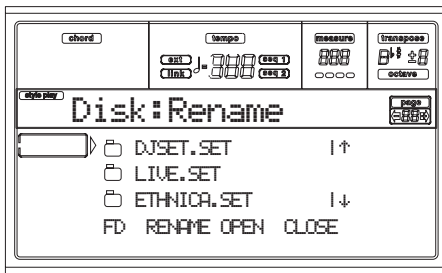 chord tempo measure transpose
ext seq 1
link seq 2
octave
style play
Disk:Rename page
DJSET.SET
LIVE.SET
ETHNICA.SET
FD RENAME OPEN CLOSE